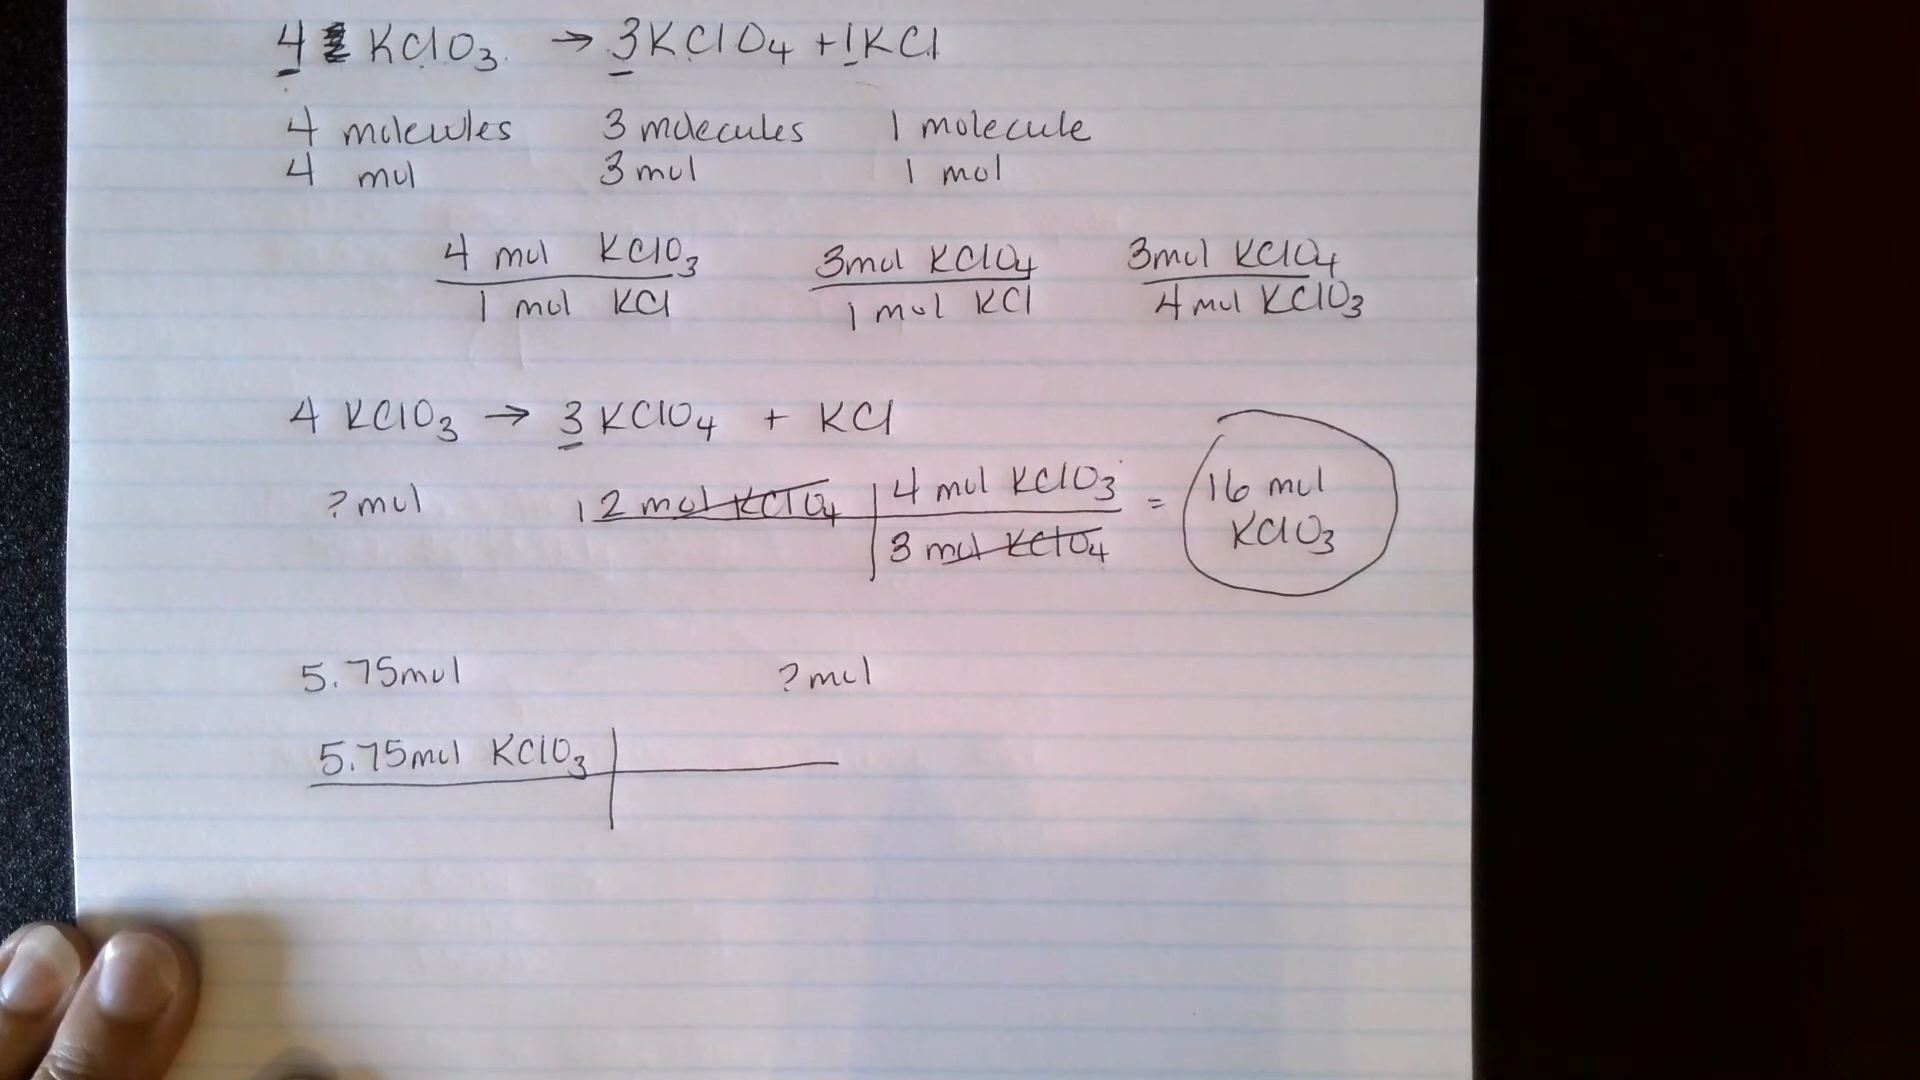 4 KClO₃ → 3KClO₄ + 1KCl
4 molecules 3 molecules 1 molecule
4 mol 3 mol 1 mol
4 mol KClO₃ 3mol KClO₄ 3mol KClO₄
1 mol KCl 1 mol KCl 4 mol KClO₃
4 KClO₃ → 3 KClO₄ + KCl
? mol 12 mol KClO₄ 4 mol KClO₃ = 16 mol
3 mol KClO₄ KClO₃
5.75mol ? mol
5.75mol KClO₃